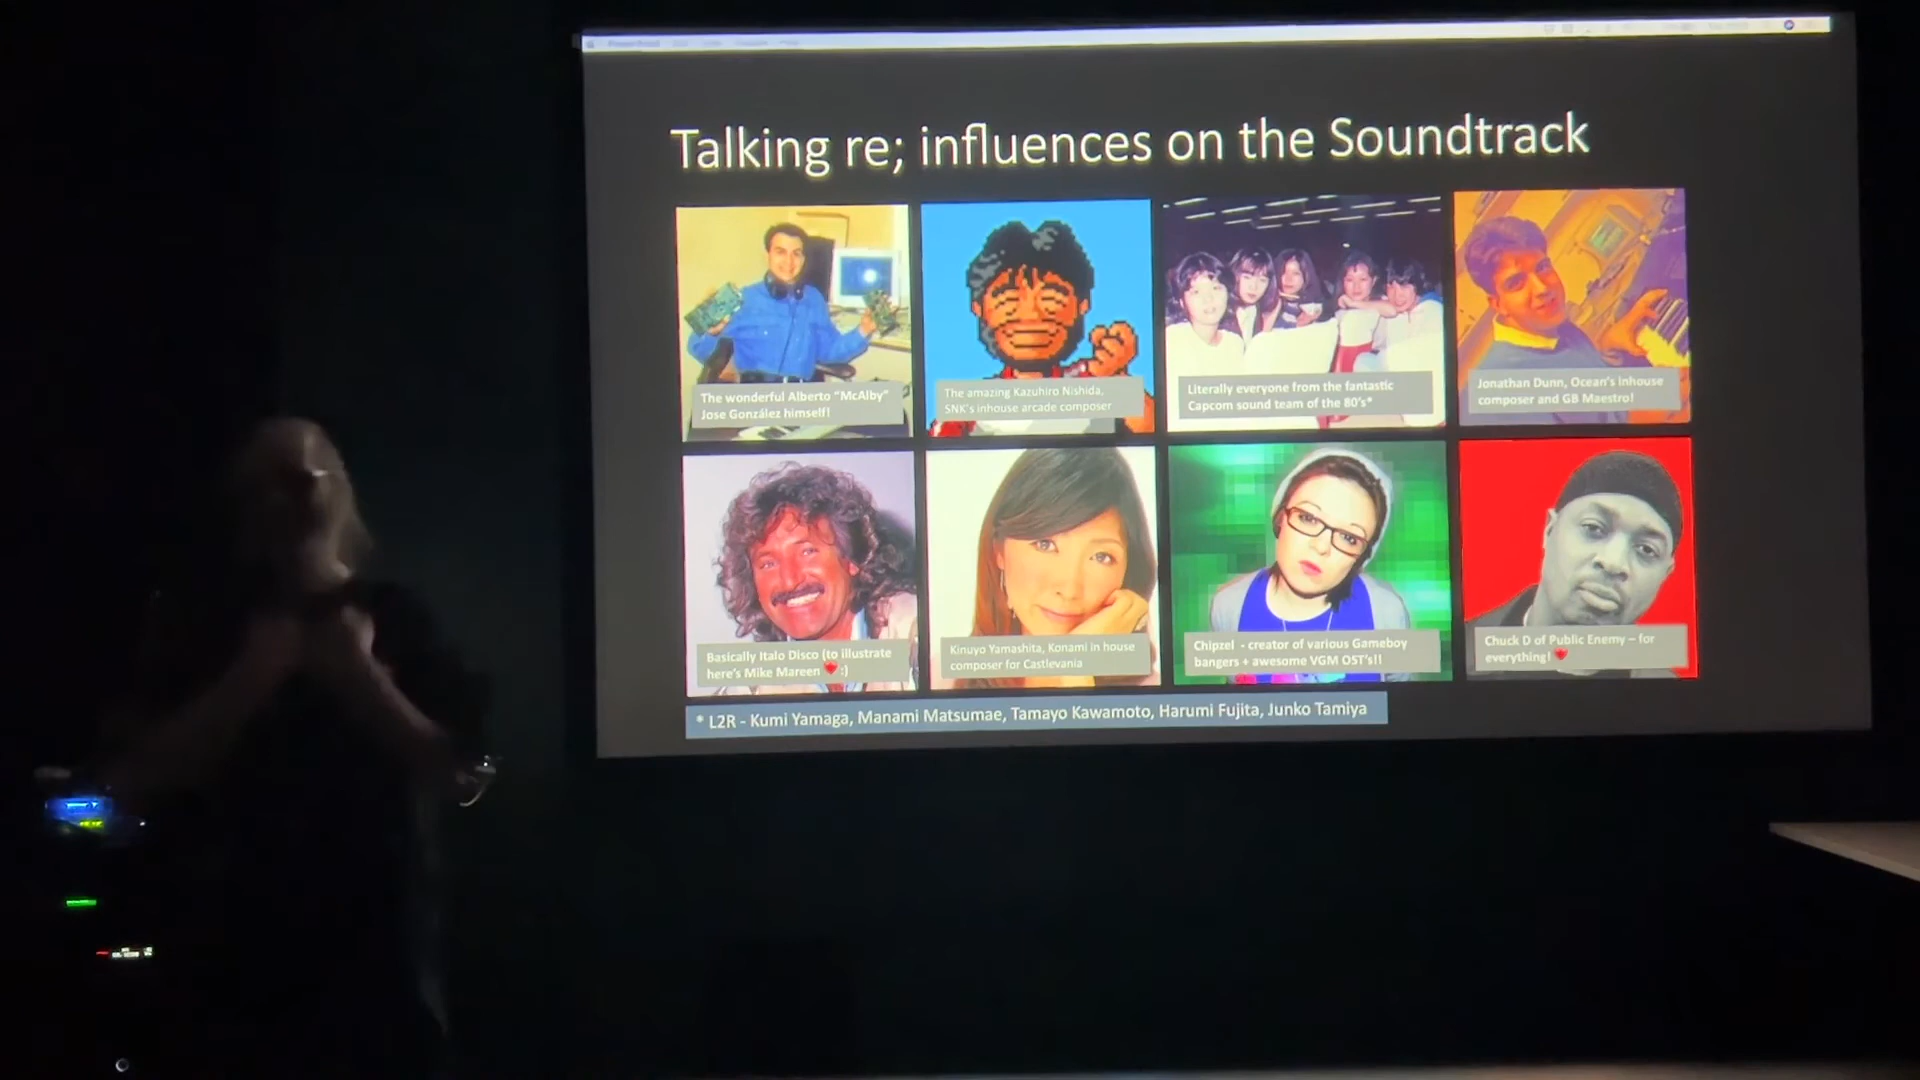 PowerPoint
Talking re; influences on the Soundtrack
The wonderful Alberto "McAlby"
Jose González himself!
The amazing Kazuhiro Nishida,
SNK's inhouse arcade composer
Literally everyone from the fantastic
Capcom sound team of the 80's*
Jonathan Dunn, Ocean's inhouse
composer and GB Maestro!
Basically Italo Disco (to illustrate
here's Mike Mareen ♥ :)
Kinuyo Yamashita, Konami in house
composer for Castlevania
Chipzel - creator of various Gameboy
bangers + awesome VGM OST's!!
Chuck D of Public Enemy – for
everything! ♥
* L2R - Kumi Yamaga, Manami Matsumae, Tamayo Kawamoto, Harumi Fujita, Junko Tamiya